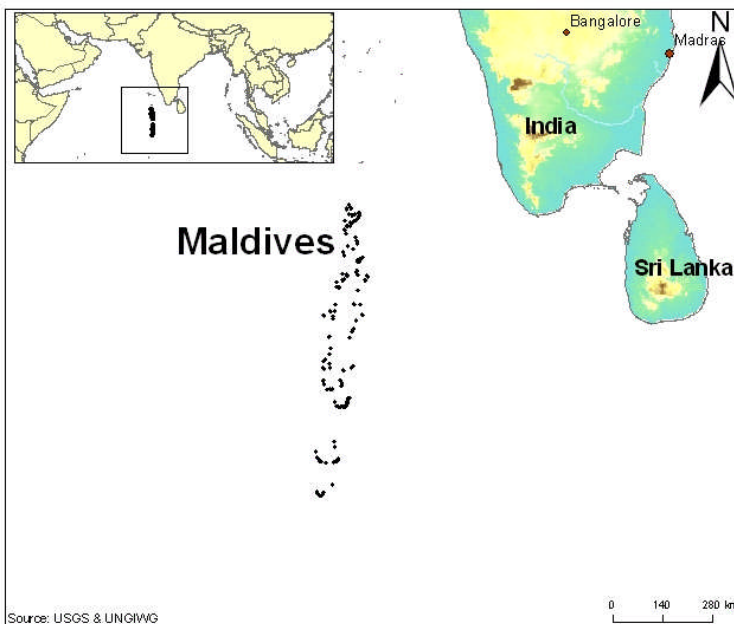 Bangalore
N
Madras
India
Maldives
Sri Lanka
0 140 280 km
Source: USGS & UNGIWG